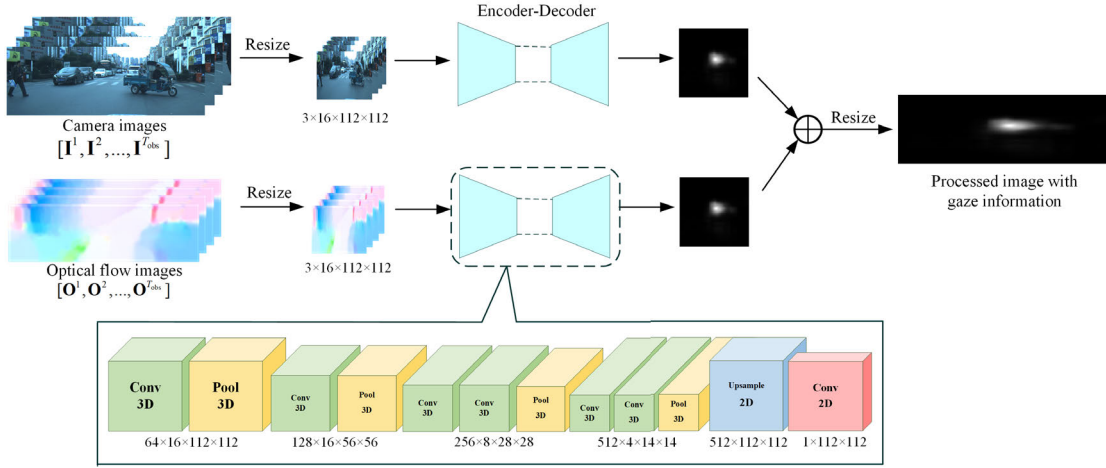 Encoder-Decoder
Resize
3×16×112×112
Camera images
[I¹, I², ..., I^{T_obs}]
Resize
Processed image with
gaze information
Resize
3×16×112×112
Optical flow images
[O¹, O², ..., O^{T_obs}]
Conv
3D
Pool
3D
Conv
3D
Pool
3D
Conv
3D
Conv
3D
Pool
3D
Conv
3D
Conv
3D
Pool
3D
Upsample
2D
Conv
2D
64×16×112×112
128×16×56×56
256×8×28×28
512×4×14×14
512×112×112
1×112×112